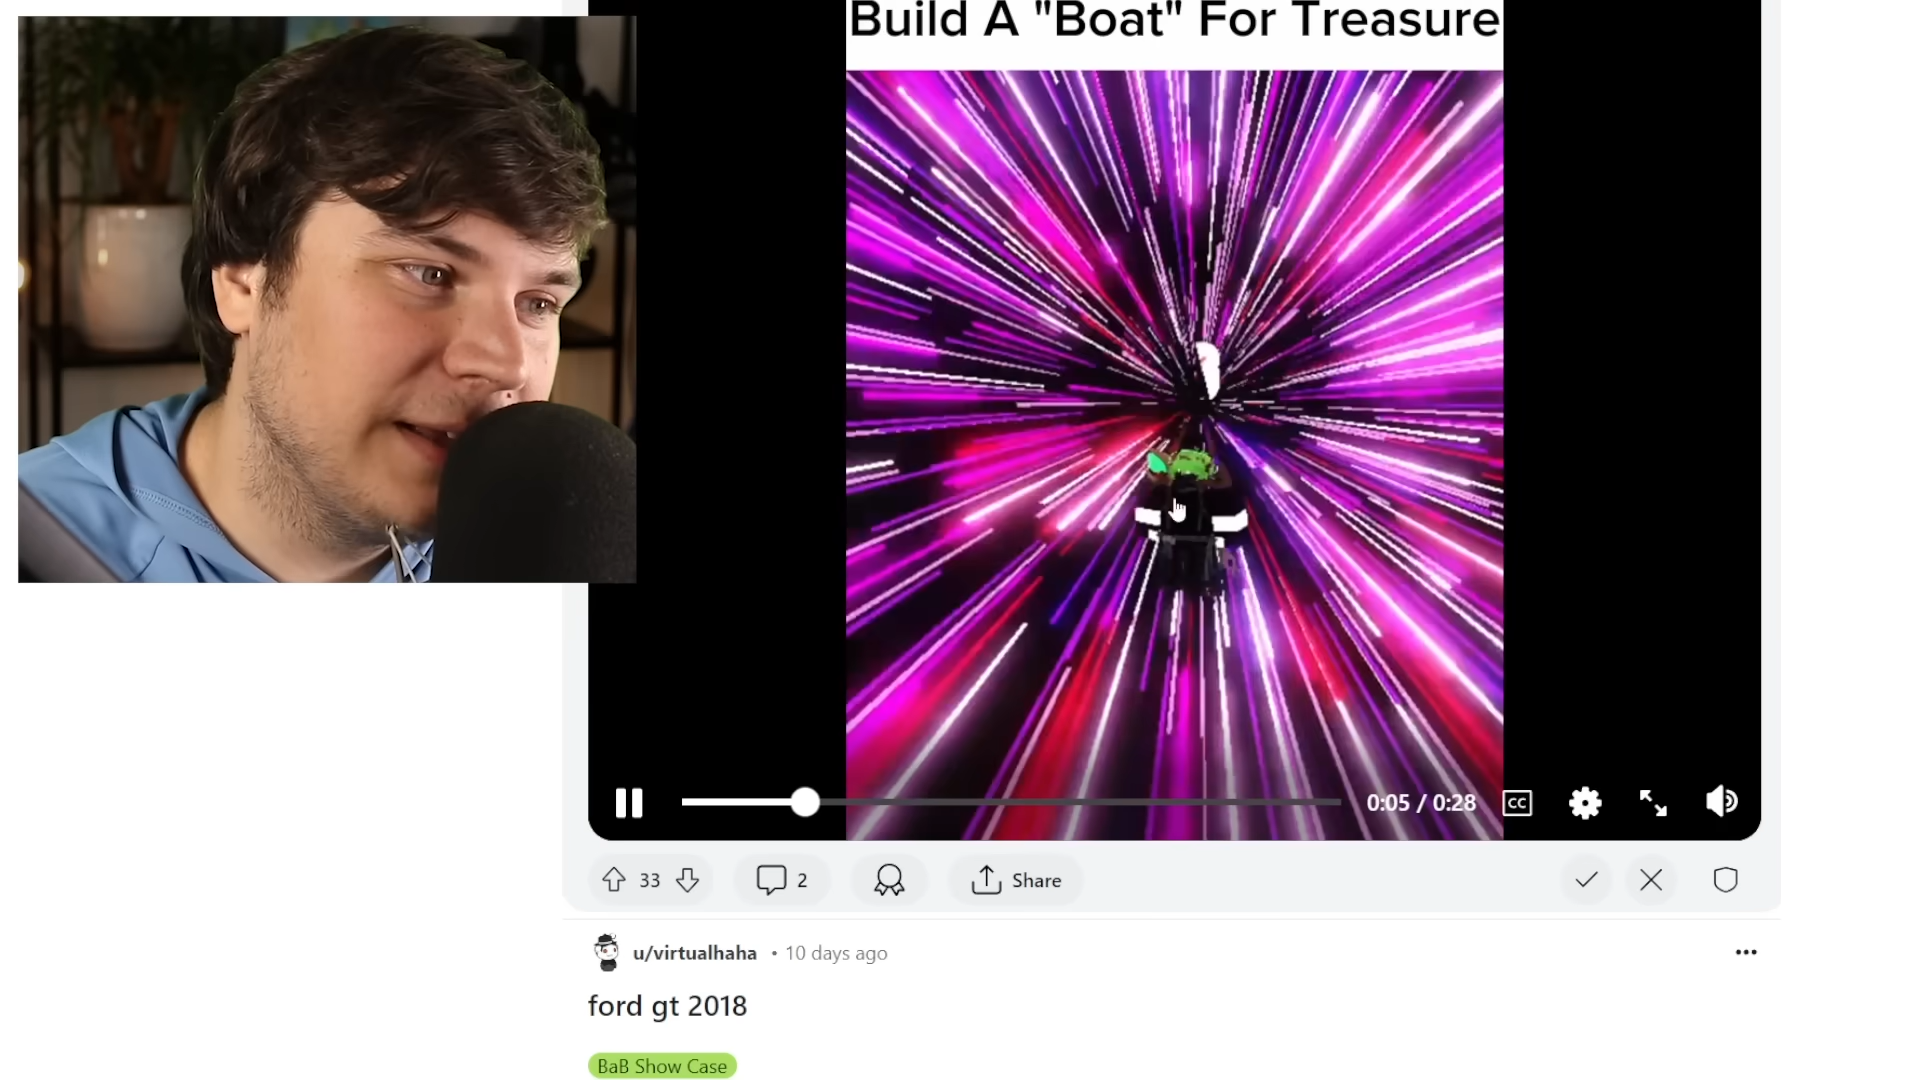 Build A "Boat" For Treasure
0:05 / 0:28
CC
33
2
Share
u/virtualhaha • 10 days ago
ford gt 2018
BaB Show Case